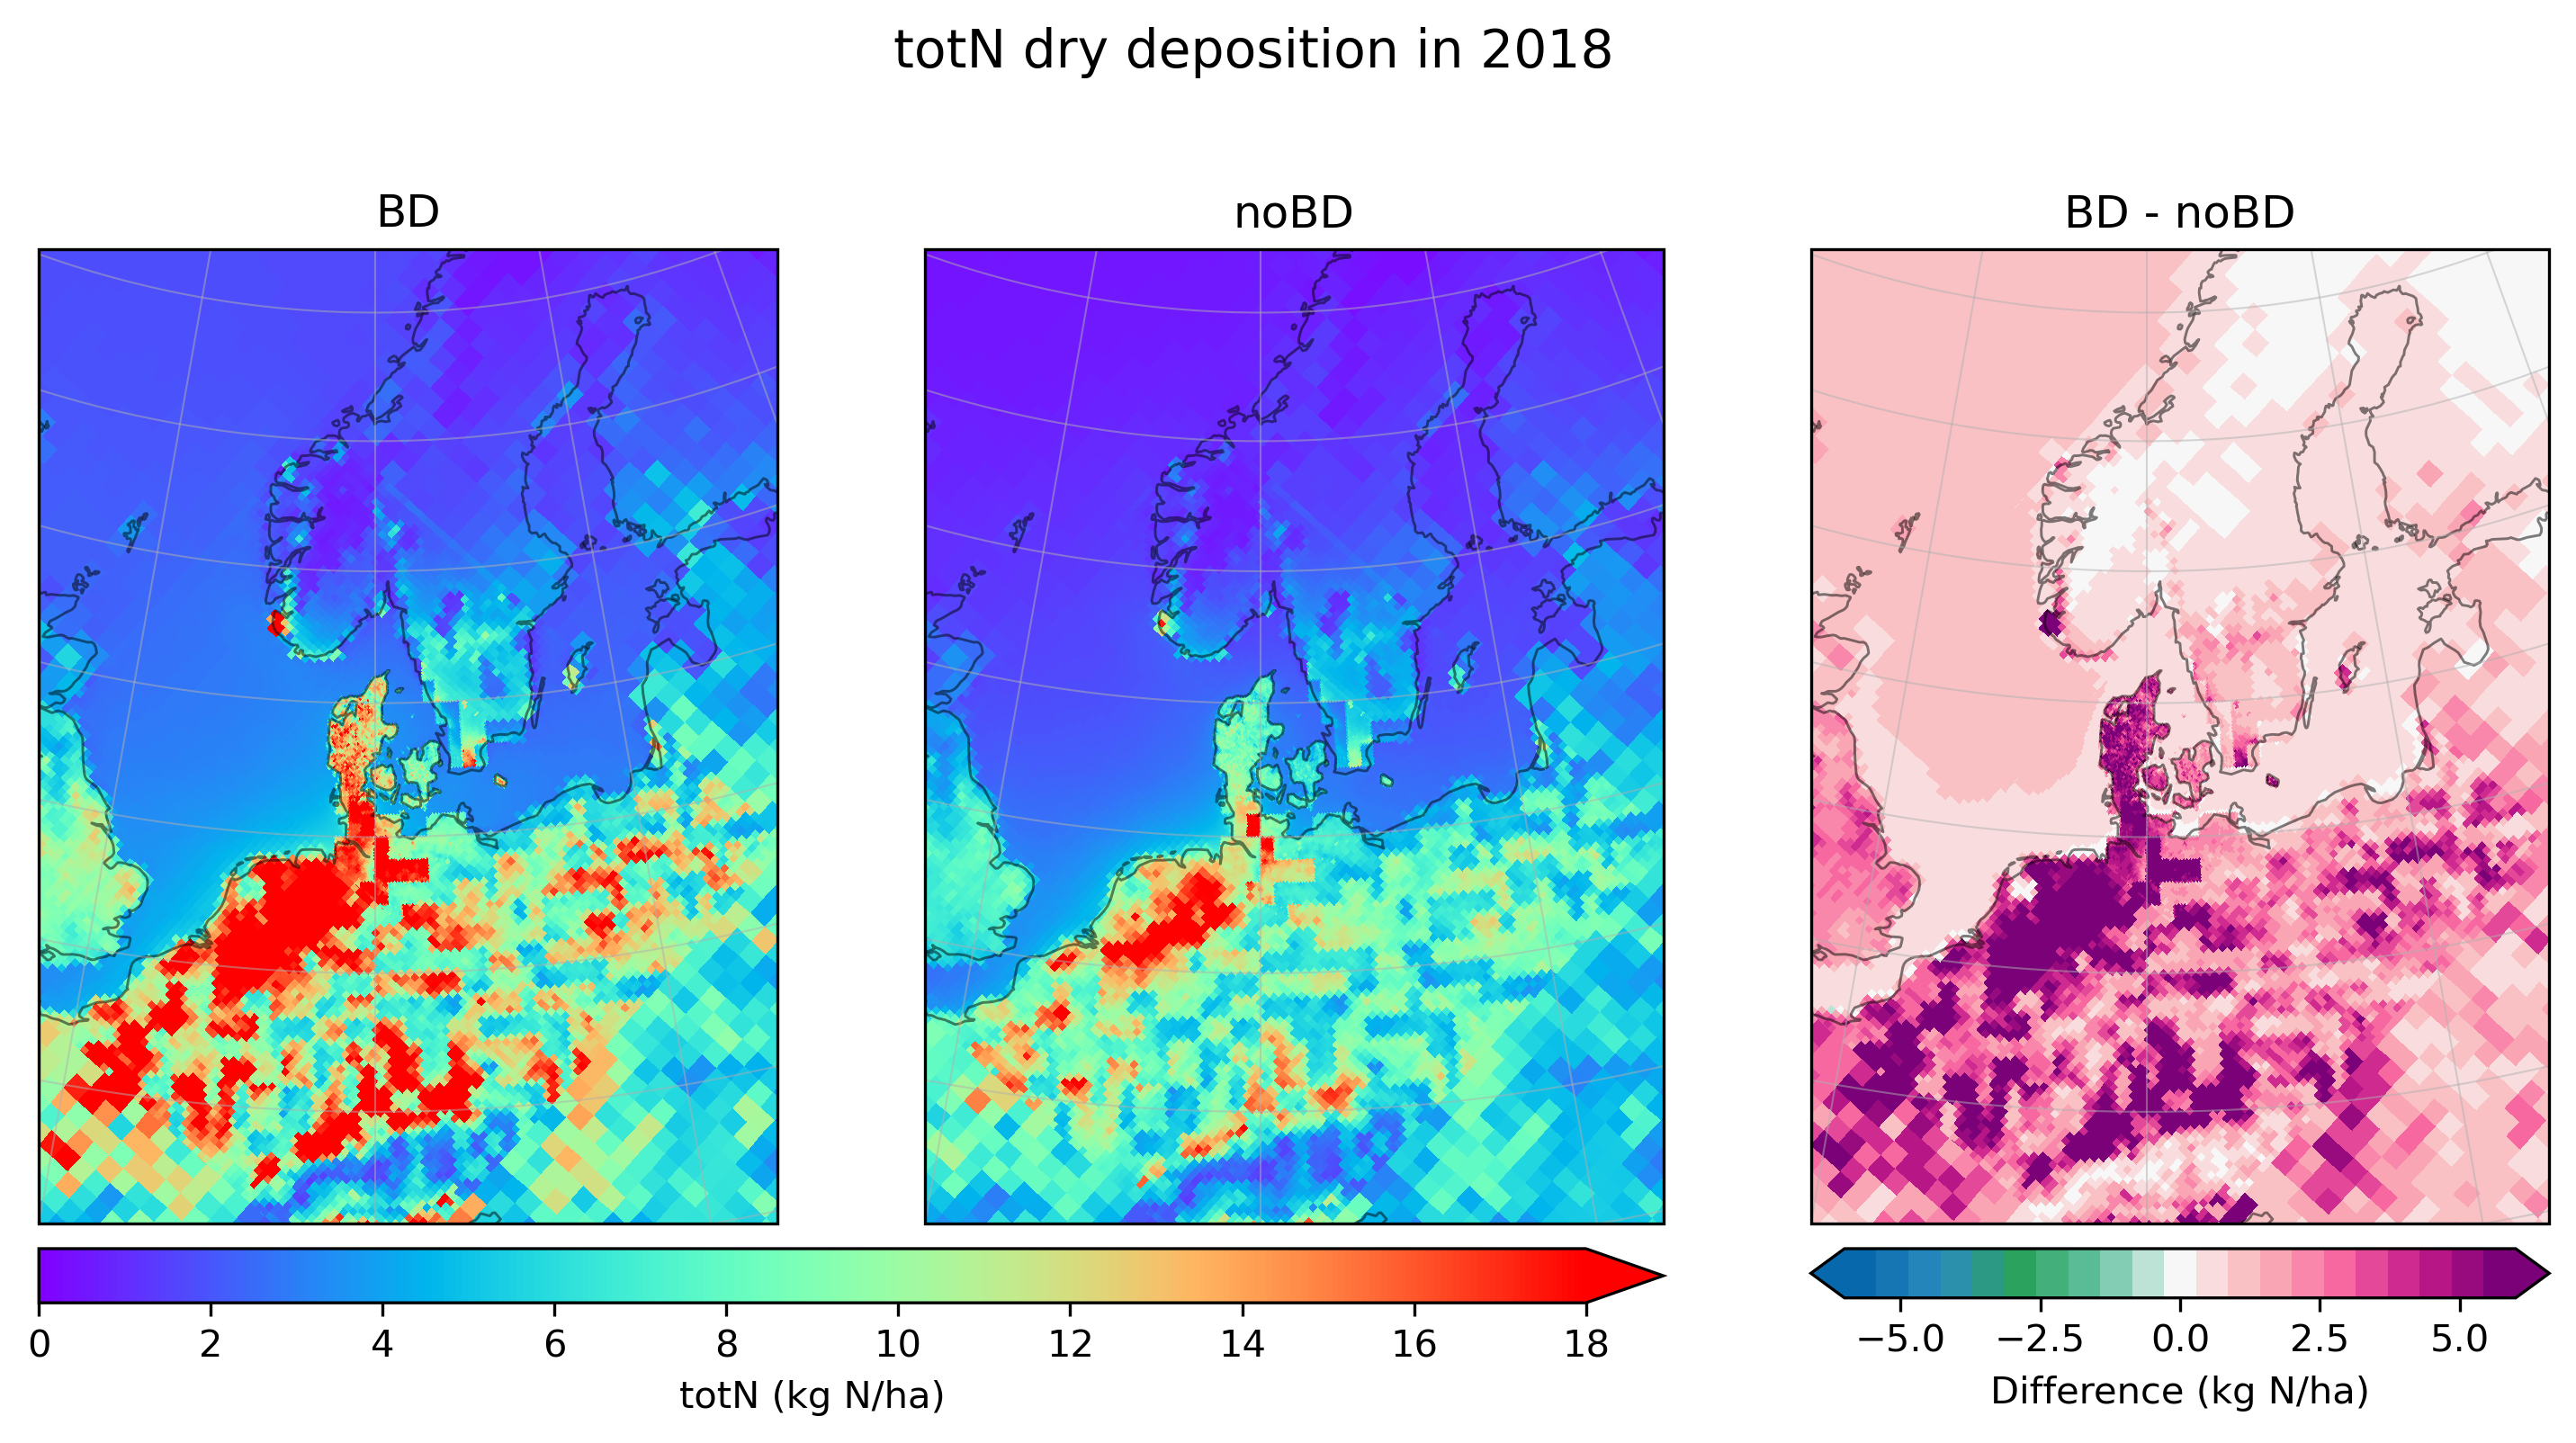 totN dry deposition in 2018
BD
noBD
BD - noBD
0 2 4 6 8 10 12 14 16 18
totN (kg N/ha)
−5.0 −2.5 0.0 2.5 5.0
Difference (kg N/ha)